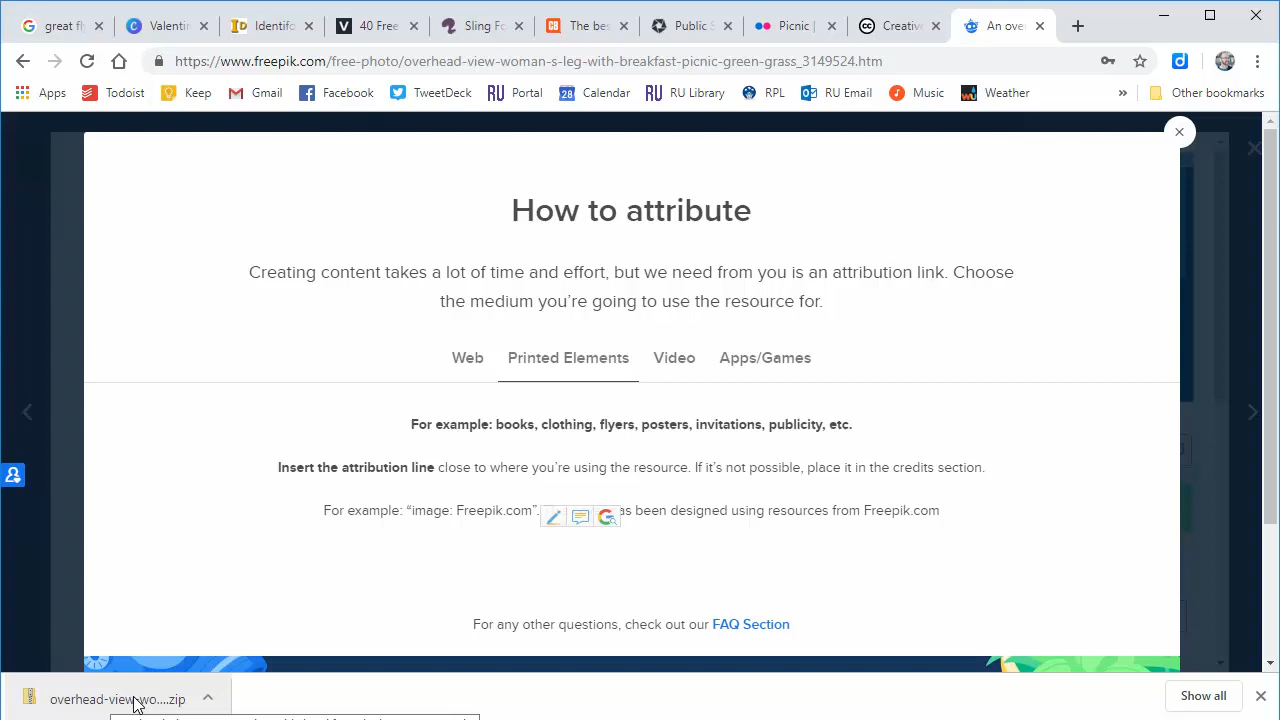 great fl
Valentin
Identifo
40 Free
Sling Fo
The bes
Public S
Picnic |
Creative
An ove
https://www.freepik.com/free-photo/overhead-view-woman-s-leg-with-breakfast-picnic-green-grass_3149524.htm
Apps
Todoist
Keep
Gmail
Facebook
TweetDeck
Portal
Calendar
RU Library
RPL
RU Email
Music
Weather
»
Other bookmarks
How to attribute
Creating content takes a lot of time and effort, but we need from you is an attribution link. Choose
the medium you’re going to use the resource for.
Web
Printed Elements
Video
Apps/Games
For example: books, clothing, flyers, posters, invitations, publicity, etc.
Insert the attribution line close to where you’re using the resource. If it’s not possible, place it in the credits section.
For example: “image: Freepik.com”. as been designed using resources from Freepik.com
For any other questions, check out our FAQ Section
overhead-view-wo....zip
Show all